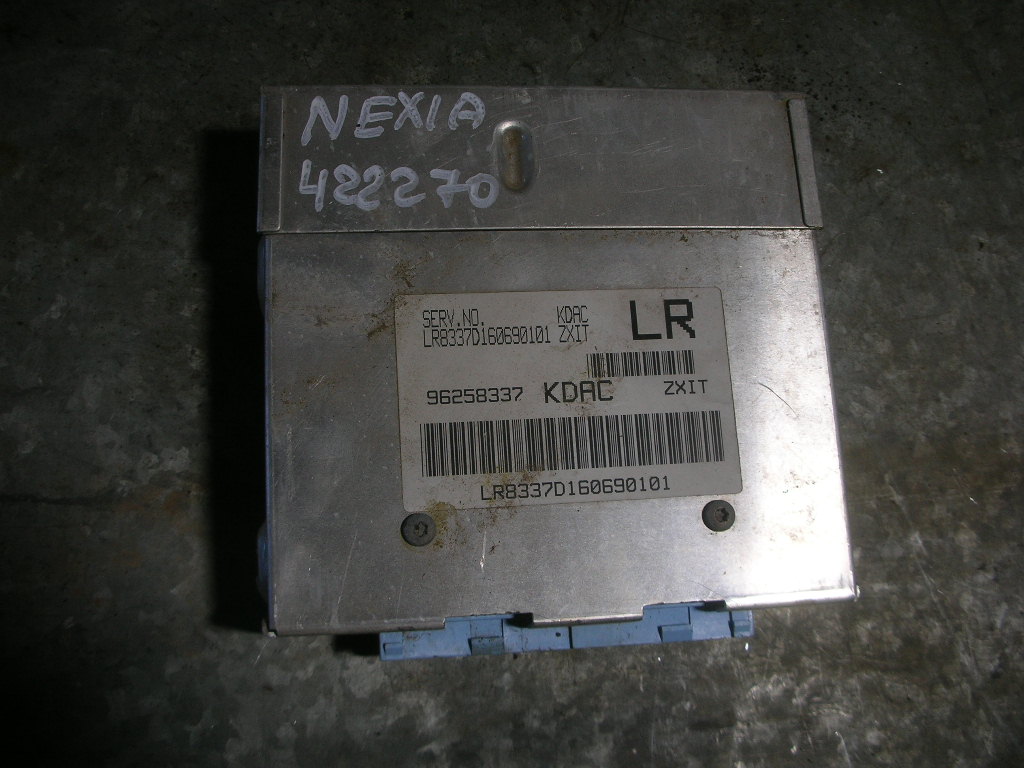 NEXIA
422270
SERV.NO. KDAC LR
LR8337D160690101 ZXIT
96258337 KDAC ZXIT
LR8337D160690101